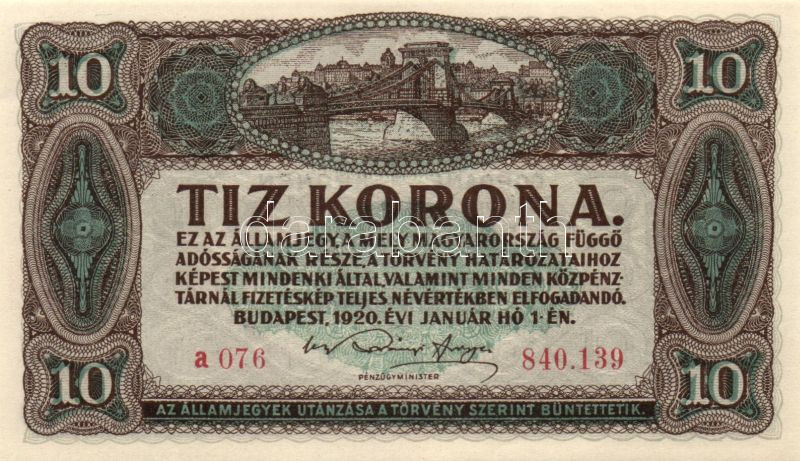 10 10
TIZ KORONA.
EZ AZ ÁLLAMJEGY, A MELY MAGYARORSZÁG FÜGGŐ
ADÓSSÁGÁNAK RÉSZE, A TÖRVÉNY HATÁROZATAIHOZ
KÉPEST MINDENKI ÁLTAL, VALAMINT MINDEN KÖZPÉNZ-
TÁRNÁL FIZETÉSKÉP TELJES NÉVÉRTÉKBEN ELFOGADANDÓ.
BUDAPEST, 1920. ÉVI JANUÁR HÓ 1-ÉN.
a 076 840.139
PÉNZÜGYMINISTER
10 10
AZ ÁLLAMJEGYEK UTÁNZÁSA A TÖRVÉNY SZERINT BÜNTETTETIK.